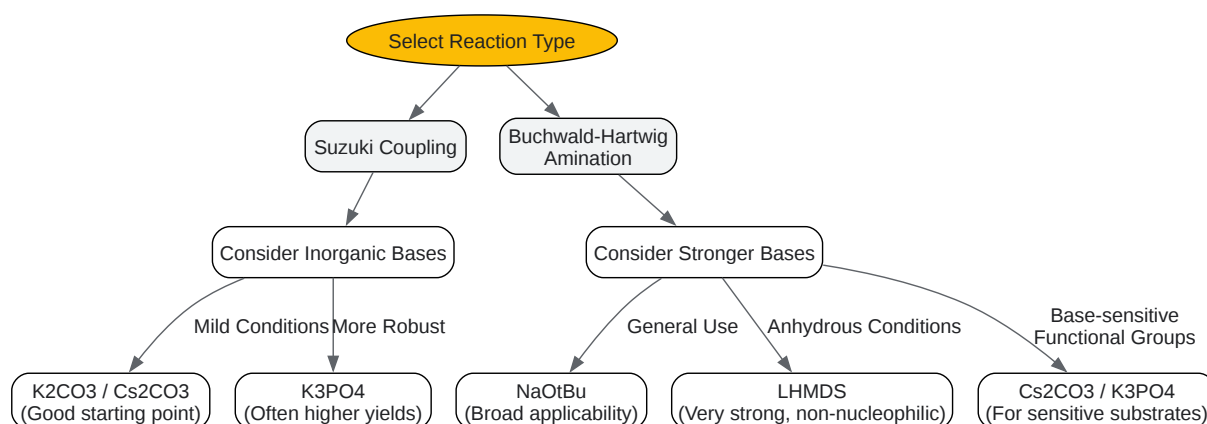 Select Reaction Type
Suzuki Coupling
Buchwald-Hartwig
Amination
Consider Inorganic Bases
Consider Stronger Bases
Mild Conditions
More Robust
General Use
Anhydrous Conditions
Base-sensitive
Functional Groups
K2CO3 / Cs2CO3
(Good starting point)
K3PO4
(Often higher yields)
NaOtBu
(Broad applicability)
LHMDS
(Very strong, non-nucleophilic)
Cs2CO3 / K3PO4
(For sensitive substrates)